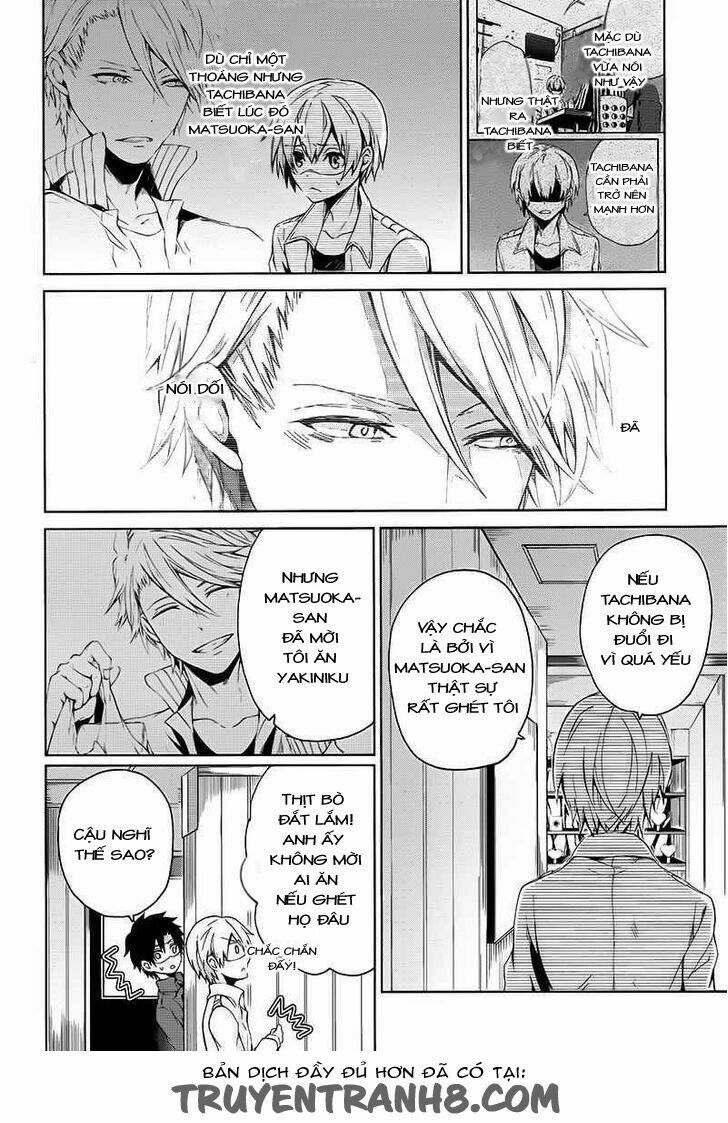 MẶC DÙ
TACHIBANA
VỪA NÓI
NHƯ VẬY
NHƯNG THẬT
RA
TACHIBANA
BIẾT
TACHIBANA
CẦN PHẢI
TRỞ NÊN
MẠNH HƠN
DÙ CHỈ MỘT
THOÁNG NHƯNG
TACHIBANA
BIẾT LÚC ĐÓ
MATSUOKA-SAN
ĐÃ
NÓI DỐI
NẾU
TACHIBANA
KHÔNG BỊ
ĐUỔI ĐI
VÌ QUÁ YẾU
VẬY CHẮC
LÀ BỞI VÌ
MATSUOKA-SAN
THẬT SỰ
RẤT GHÉT TÔI
NHƯNG
MATSUOKA-
SAN
ĐÃ MỜI
TÔI ĂN
YAKINIKU
THỊT BÒ
ĐẮT LẮM!
ANH ẤY
KHÔNG MỜI
AI ĂN
NẾU GHÉT
HỌ ĐÂU
CHẮC CHẮN
ĐẤY!
CẬU NGHĨ
THẾ SAO?
BẢN DỊCH ĐẦY ĐỦ HƠN ĐÃ CÓ TẠI:
TRUYENTRANH8.COM